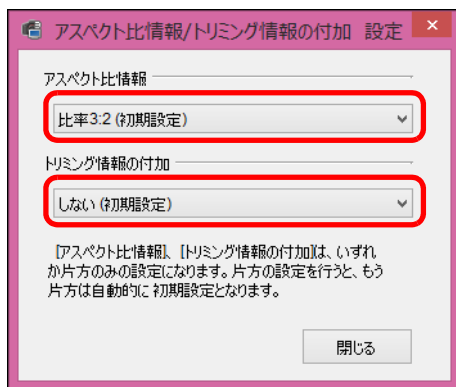 アスペクト比情報/トリミング情報の付加 設定
アスペクト比情報
比率3:2 (初期設定)
トリミング情報の付加
しない (初期設定)
[アスペクト比情報]、[トリミング情報の付加]は、いずれ
か片方のみの設定になります。片方の設定を行うと、もう
片方は自動的に初期設定となります。
閉じる